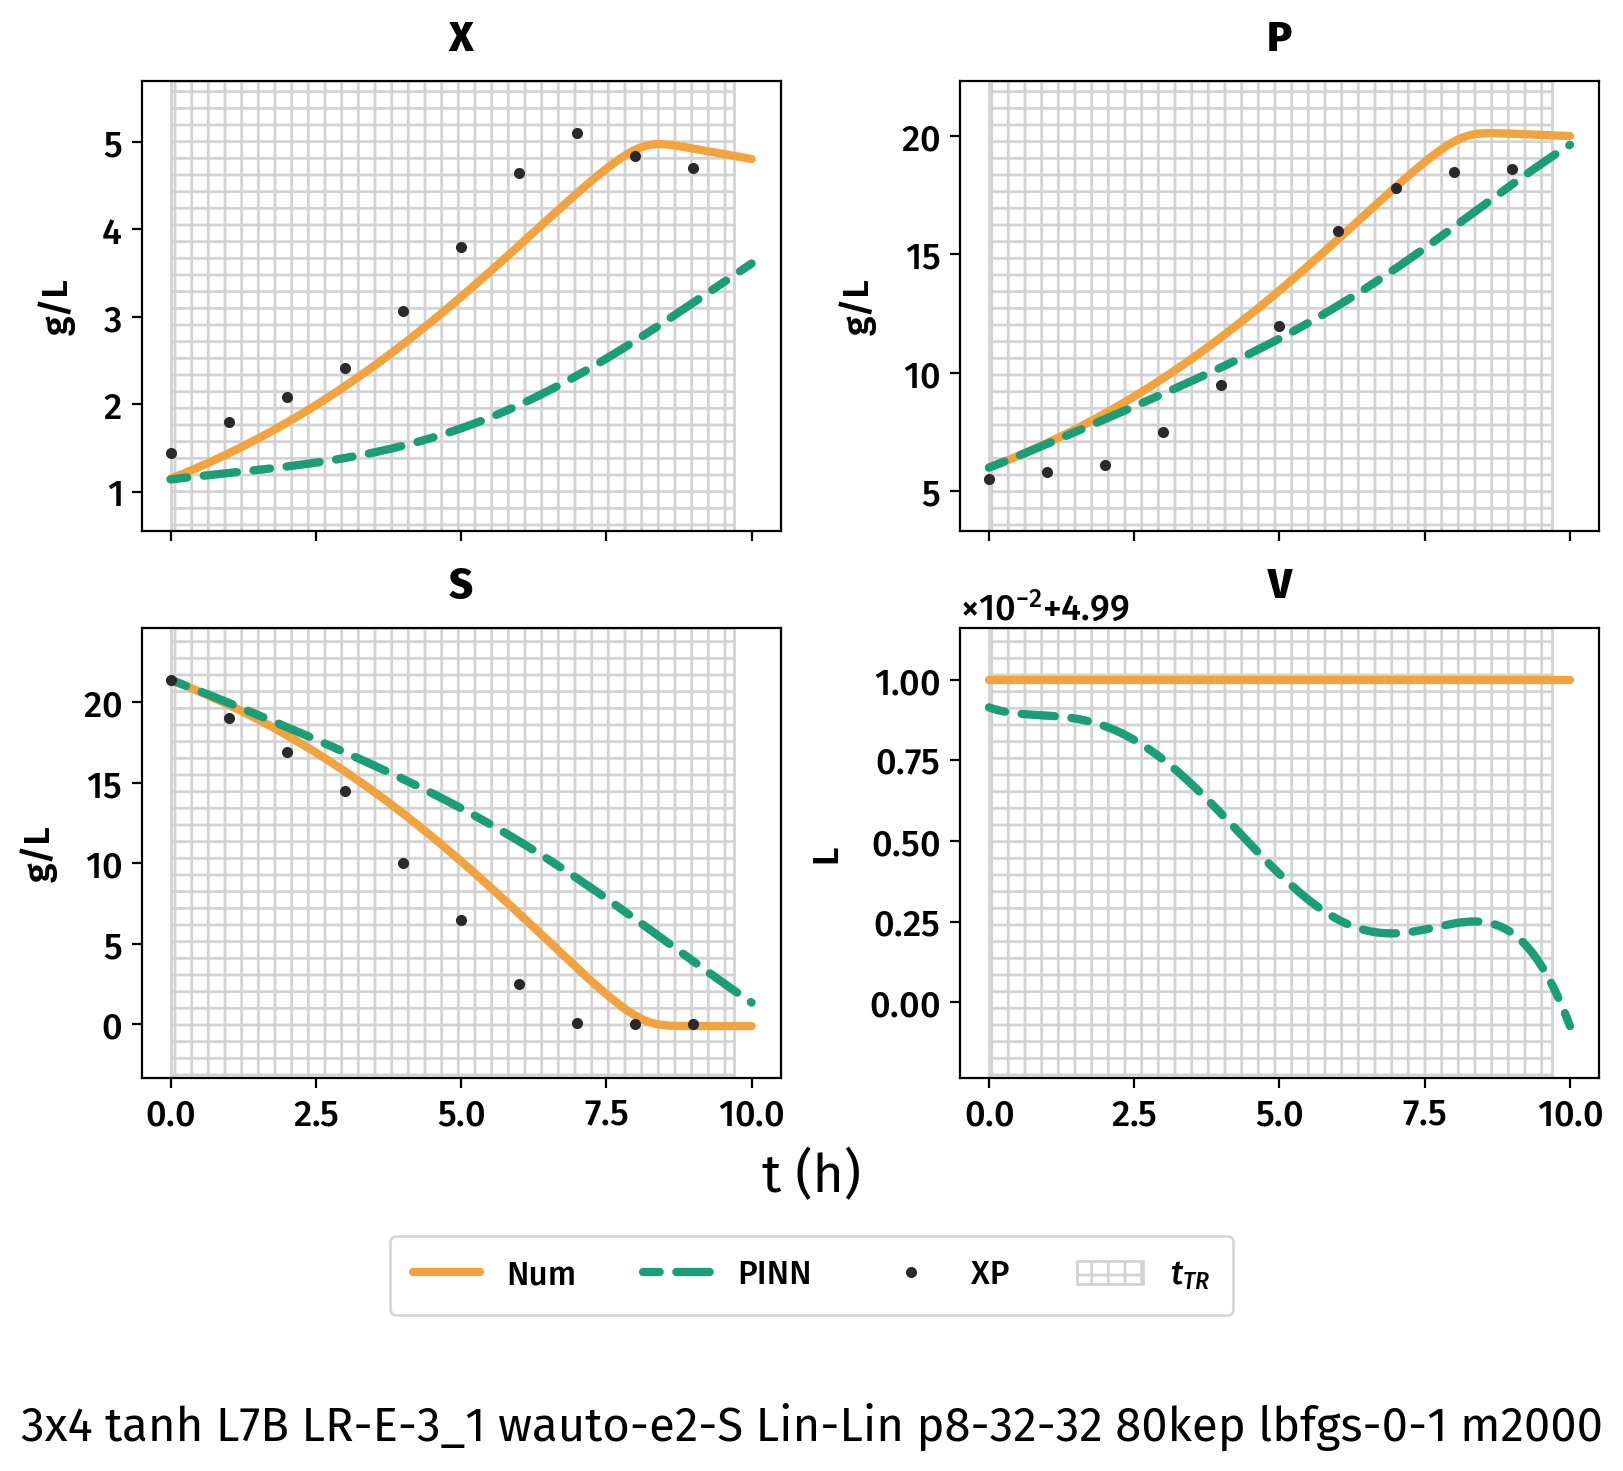 X
P
5
4
3
2
1
g/L
20
15
10
5
g/L
S
V
×10⁻²+4.99
20
15
10
5
0
g/L
1.00
0.75
0.50
0.25
0.00
L
0.0 2.5 5.0 7.5 10.0
0.0 2.5 5.0 7.5 10.0
t (h)
Num PINN XP t_TR
3x4 tanh L7B LR-E-3_1 wauto-e2-S Lin-Lin p8-32-32 80kep lbfgs-0-1 m2000